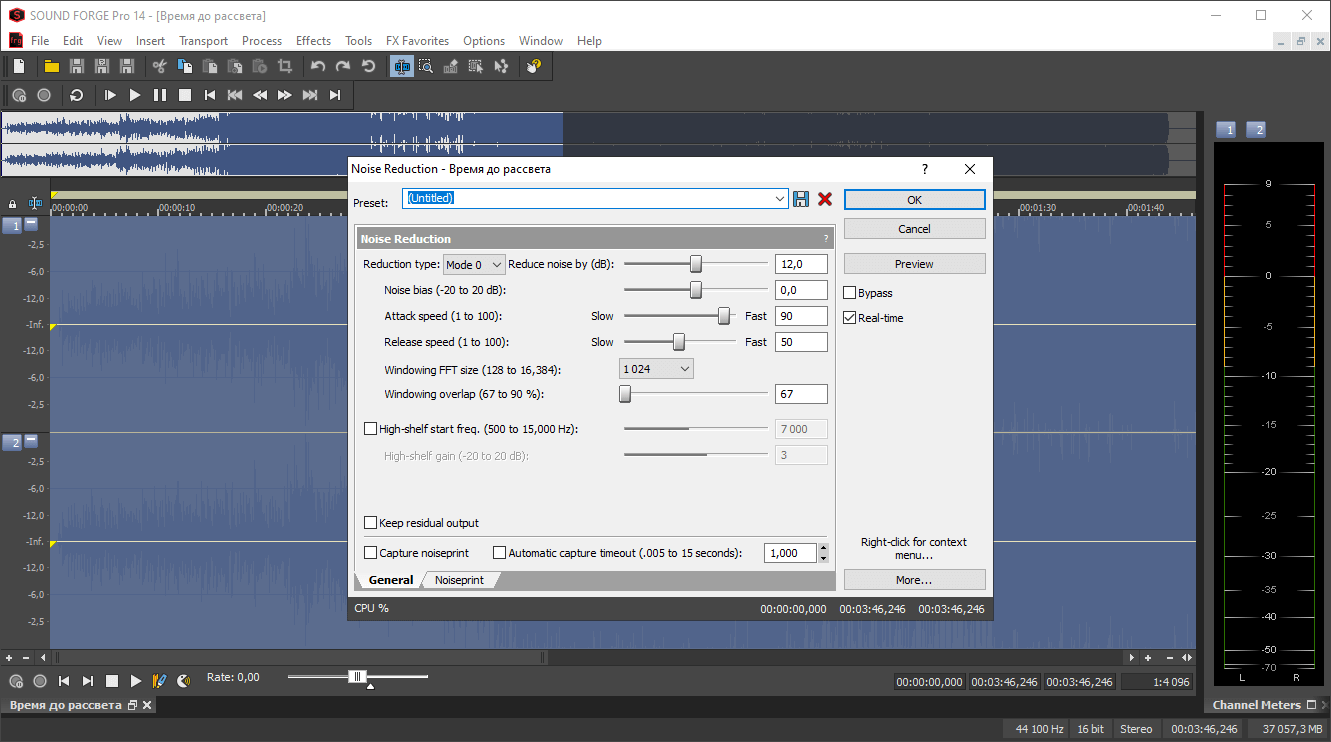 SOUND FORGE Pro 14 - [Время до рассвета]
File Edit View Insert Transport Process Effects Tools FX Favorites Options Window Help
1 2
Noise Reduction - Время до рассвета ?
Preset: (Untitled) OK
Cancel
Noise Reduction ?
Reduction type: Mode 0 Reduce noise by (dB): 12,0 Preview
Noise bias (-20 to 20 dB): 0,0 Bypass
Attack speed (1 to 100): Slow Fast 90 Real-time
Release speed (1 to 100): Slow Fast 50
Windowing FFT size (128 to 16,384): 1 024
Windowing overlap (67 to 90 %): 67
High-shelf start freq. (500 to 15,000 Hz): 7 000
High-shelf gain (-20 to 20 dB): 3
Keep residual output
Capture noiseprint Automatic capture timeout (.005 to 15 seconds): 1,000
Right-click for context
menu...
More...
General Noiseprint
CPU % 00:00:00,000 00:03:46,246 00:03:46,246
00:00:00 00:00:10 00:00:20 00:01:30 00:01:40
1
-2,5
-6,0
-12,0
-Inf.
-12,0
-6,0
-2,5
2
-2,5
-6,0
-12,0
-Inf.
-12,0
-6,0
-2,5
9
5
0
-5
-10
-15
-20
-25
-30
-35
-40
-50
-70
L R
Rate: 0,00 00:00:00,000 00:03:46,246 00:03:46,246 1:4 096
Время до рассвета Channel Meters
44 100 Hz 16 bit Stereo 00:03:46,246 37 057,3 MB